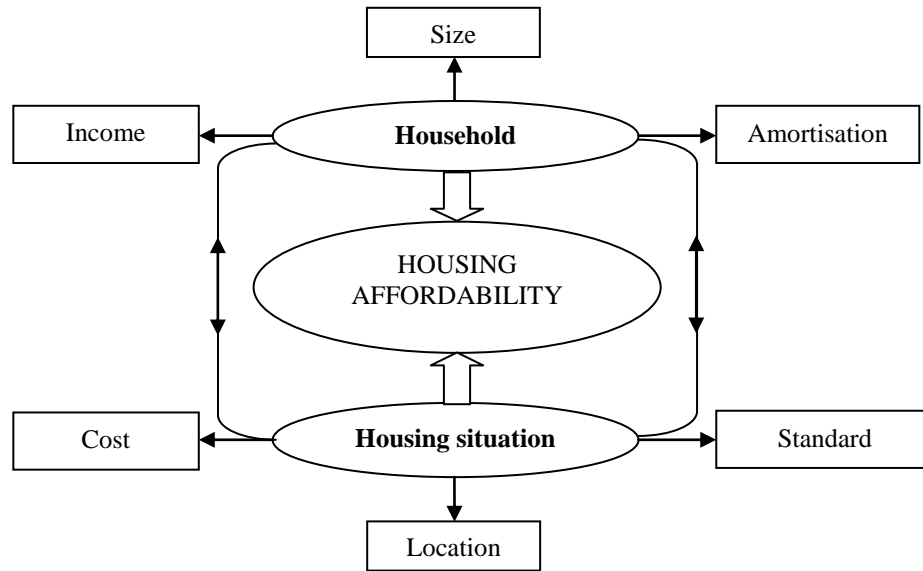 Size
Income
Household
Amortisation
HOUSING
AFFORDABILITY
Cost
Housing situation
Standard
Location